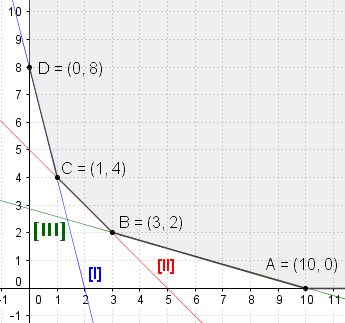 10
9
8
D = (0, 8)
7
6
5
4
C = (1, 4)
3
B = (3, 2)
2
[III]
1
[I]
[II]
A = (10, 0)
-1 0 1 2 3 4 5 6 7 8 9 10 11
-1